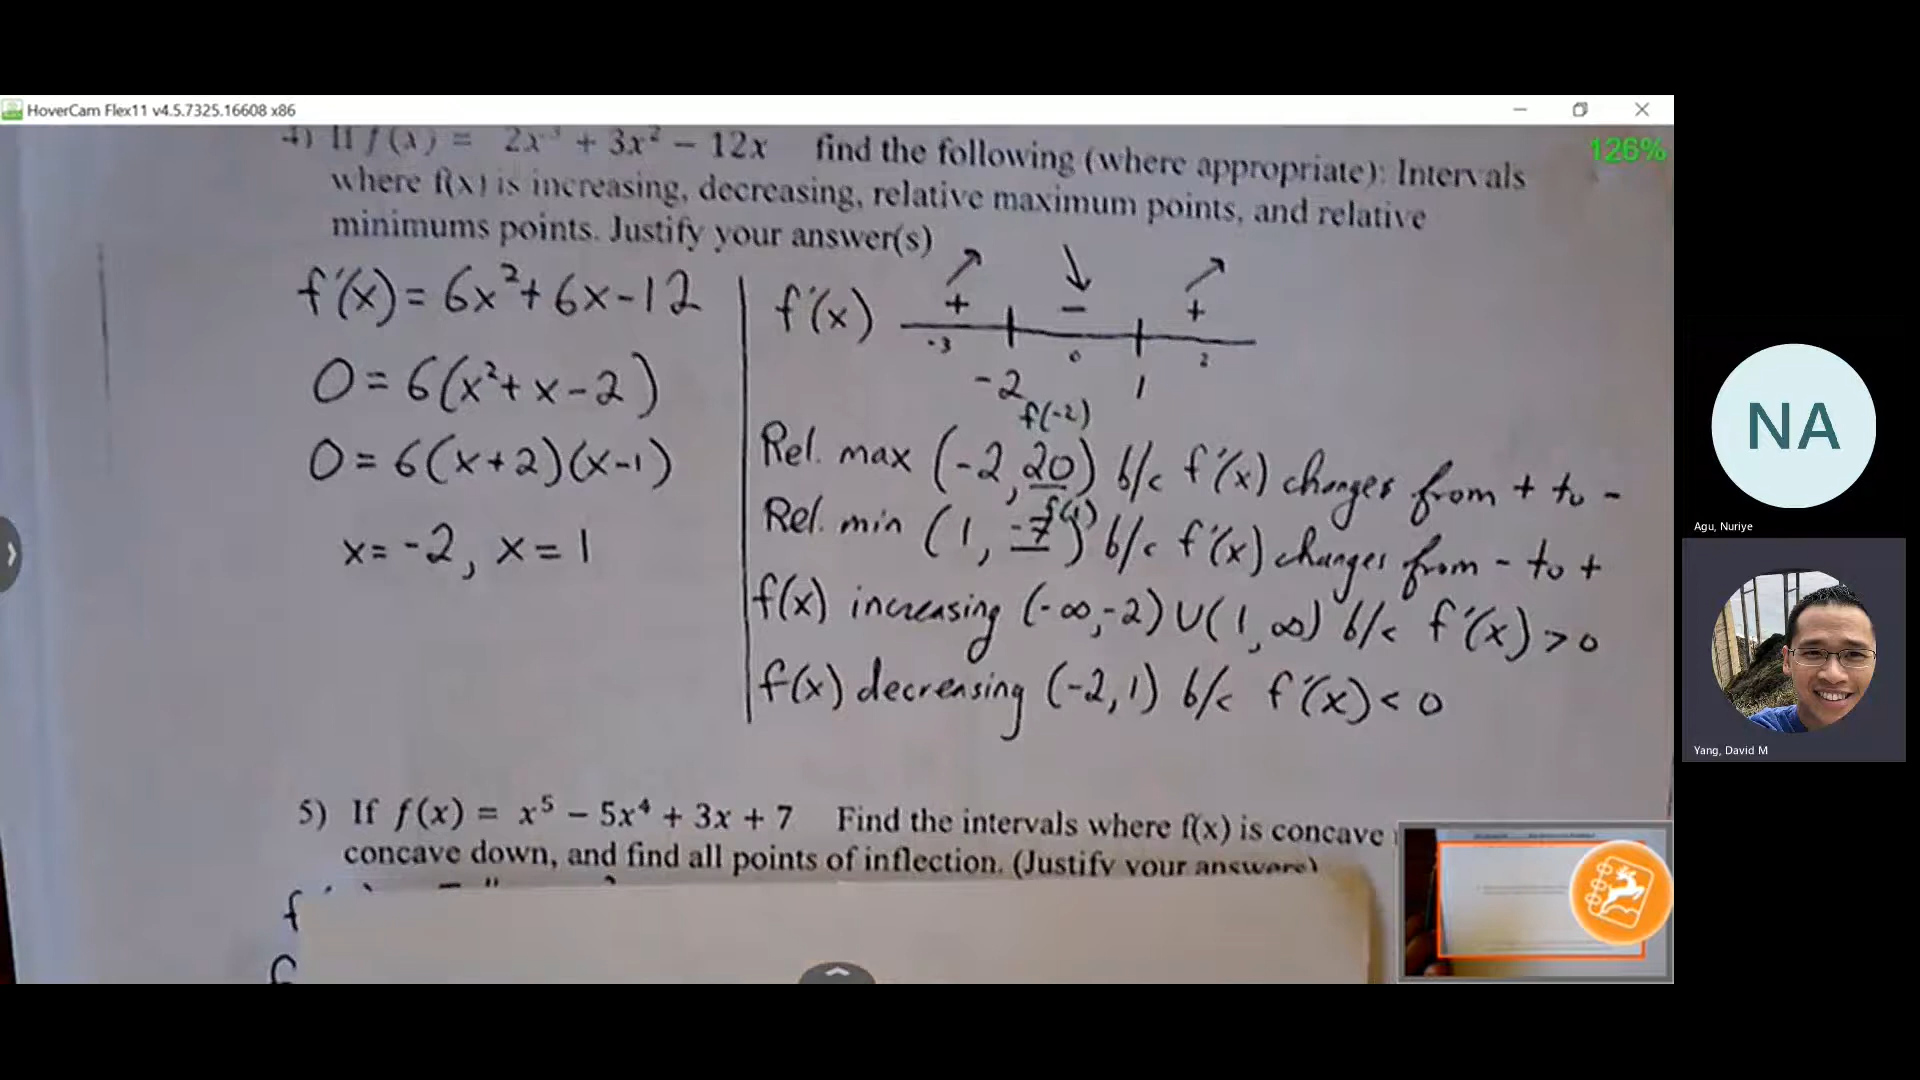 HoverCam Flex11 v4.5.7325.16608 x86
126%
4) If f(x) = 2x³ + 3x² − 12x find the following (where appropriate): Intervals
where f(x) is increasing, decreasing, relative maximum points, and relative
minimums points. Justify your answer(s)
f'(x) = 6x² + 6x - 12
0 = 6(x² + x - 2)
0 = 6(x+2)(x-1)
x = -2, x = 1
f'(x) + - +
-3 0 2
-2 1
f(-2)
Rel. max (-2, 20) b/c f'(x) changes from + to -
f(1)
Rel. min (1, -7) b/c f'(x) changes from - to +
f(x) increasing (-∞, -2) ∪ (1, ∞) b/c f'(x) > 0
f(x) decreasing (-2, 1) b/c f'(x) < 0
5) If f(x) = x⁵ − 5x⁴ + 3x + 7 Find the intervals where f(x) is concave
concave down, and find all points of inflection. (Justify your answers)
f
NA
Agu, Nuriye
Yang, David M